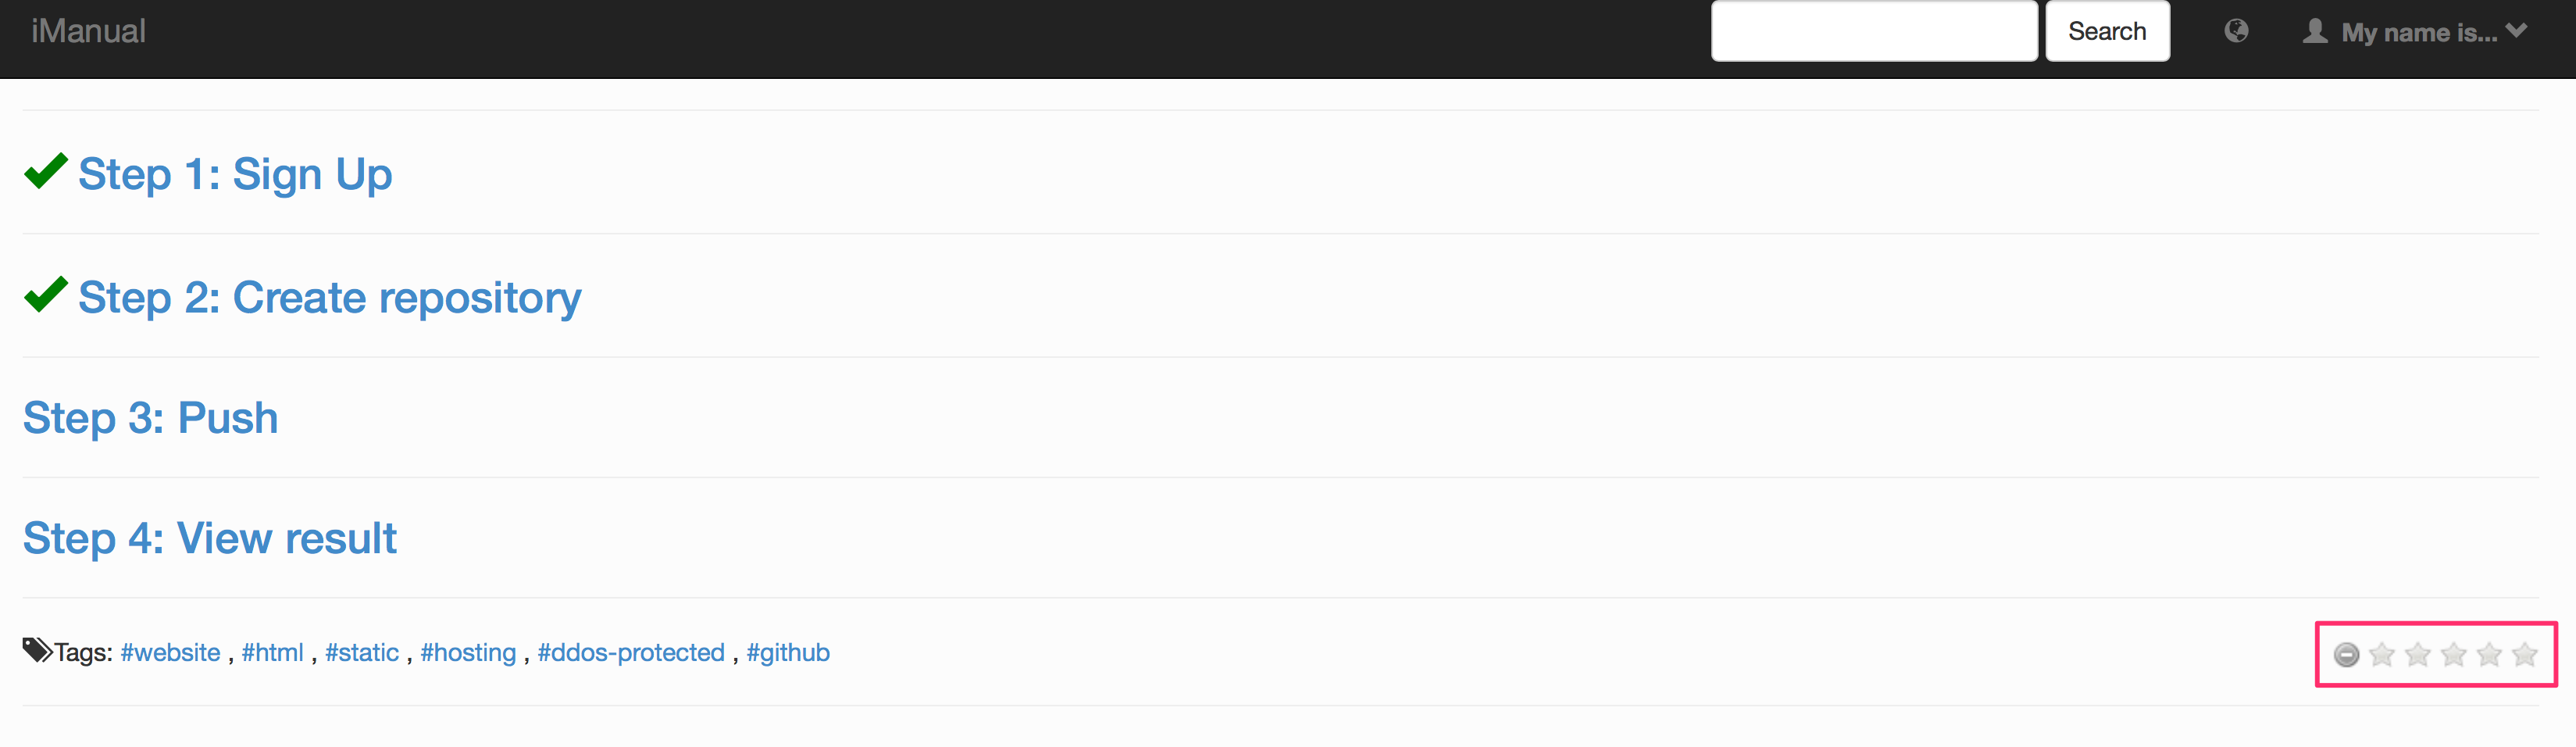 iManual
Search
My name is...
Step 1: Sign Up
Step 2: Create repository
Step 3: Push
Step 4: View result
Tags: #website , #html , #static , #hosting , #ddos-protected , #github